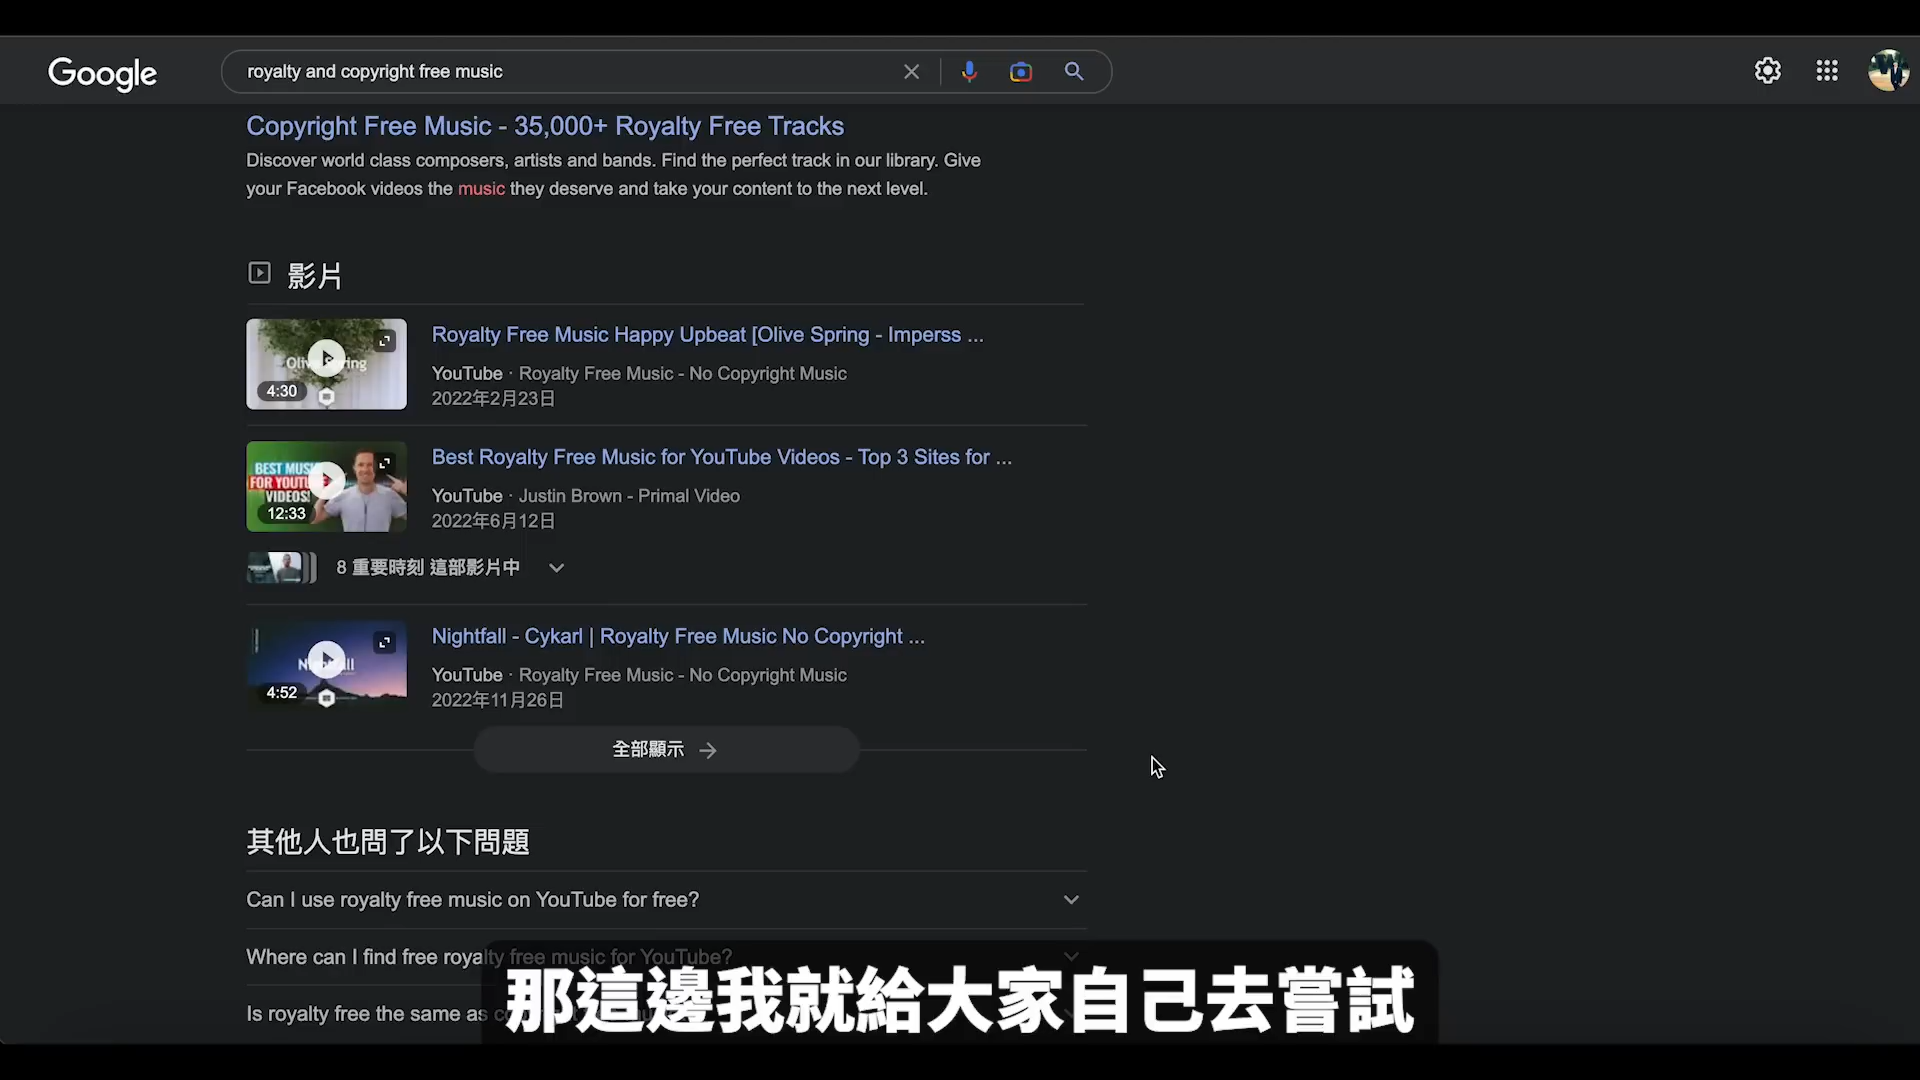 Google
royalty and copyright free music
Copyright Free Music - 35,000+ Royalty Free Tracks
Discover world class composers, artists and bands. Find the perfect track in our library. Give
your Facebook videos the music they deserve and take your content to the next level.
影片
Royalty Free Music Happy Upbeat [Olive Spring - Imperss ...
YouTube · Royalty Free Music - No Copyright Music
2022年2月23日
4:30
Best Royalty Free Music for YouTube Videos - Top 3 Sites for ...
YouTube · Justin Brown - Primal Video
2022年6月12日
BEST MUSIC
FOR YOUTUBE
VIDEOS!
12:33
8 重要時刻 這部影片中
Nightfall - Cykarl | Royalty Free Music No Copyright ...
YouTube · Royalty Free Music - No Copyright Music
2022年11月26日
4:52
全部顯示
其他人也問了以下問題
Can I use royalty free music on YouTube for free?
Where can I find free royalty free music for YouTube?
Is royalty free the same as
那這邊我就給大家自己去嘗試